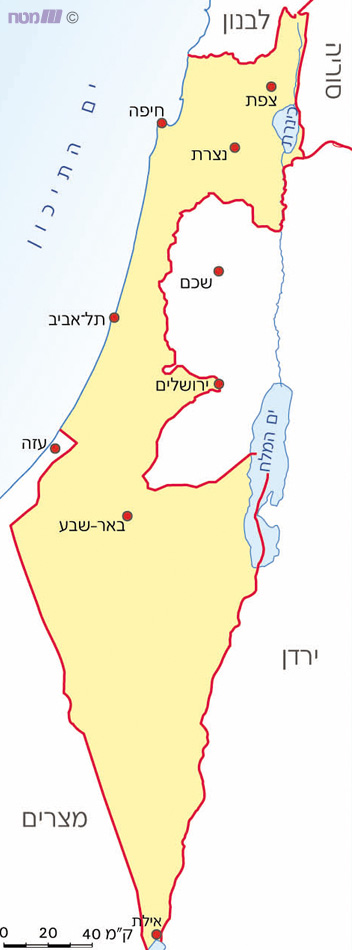 © מטח
לבנון
סוריה
צפת
כינרת
חיפה
נצרת
ים התיכון
שכם
תל־אביב
ירושלים
ים המלח
עזה
באר-שבע
ירדן
מצרים
אילת
0 20 40 ק"מ